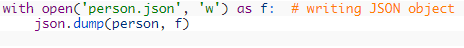 with open('person.json', 'w') as f:  # writing JSON object
    json.dump(person, f)